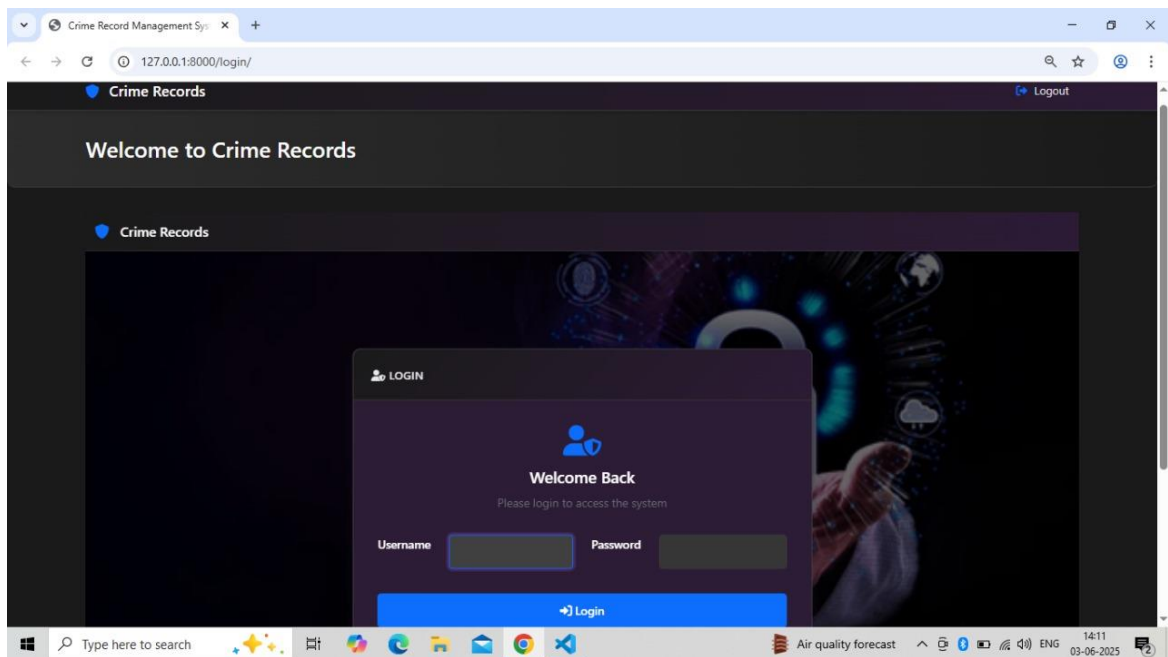 Crime Record Management Sys
127.0.0.1:8000/login/
Crime Records
Logout
Welcome to Crime Records
Crime Records
LOGIN
Welcome Back
Please login to access the system
Username
Password
Login
Type here to search
Air quality forecast
ENG
14:11
03-06-2025
2